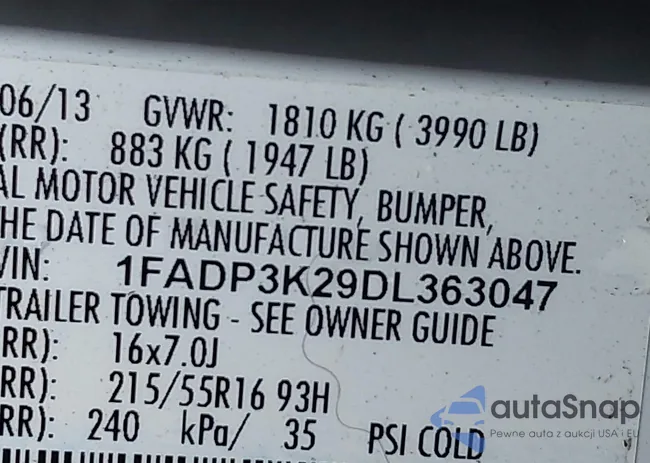 06/13 GVWR: 1810 KG ( 3990 LB)
(RR): 883 KG ( 1947 LB)
AL MOTOR VEHICLE SAFETY, BUMPER,
HE DATE OF MANUFACTURE SHOWN ABOVE.
VIN: 1FADP3K29DL363047
TRAILER TOWING - SEE OWNER GUIDE
RR): 16x7.0J
RR): 215/55R16 93H
RR): 240 kPa/ 35 PSI COLD
autaSnap
Pewne auta z aukcji USA i EU